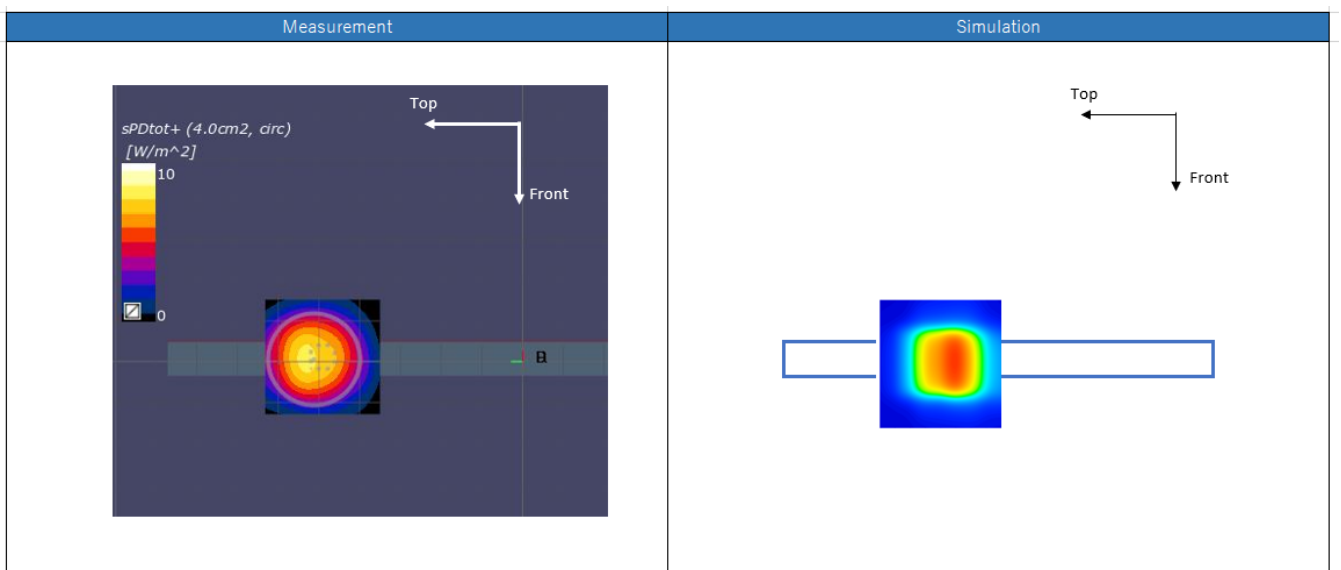 Measurement
Simulation
Top
Front
sPDtot+ (4.0cm2, circ)
[W/m^2]
10
0
Top
Front